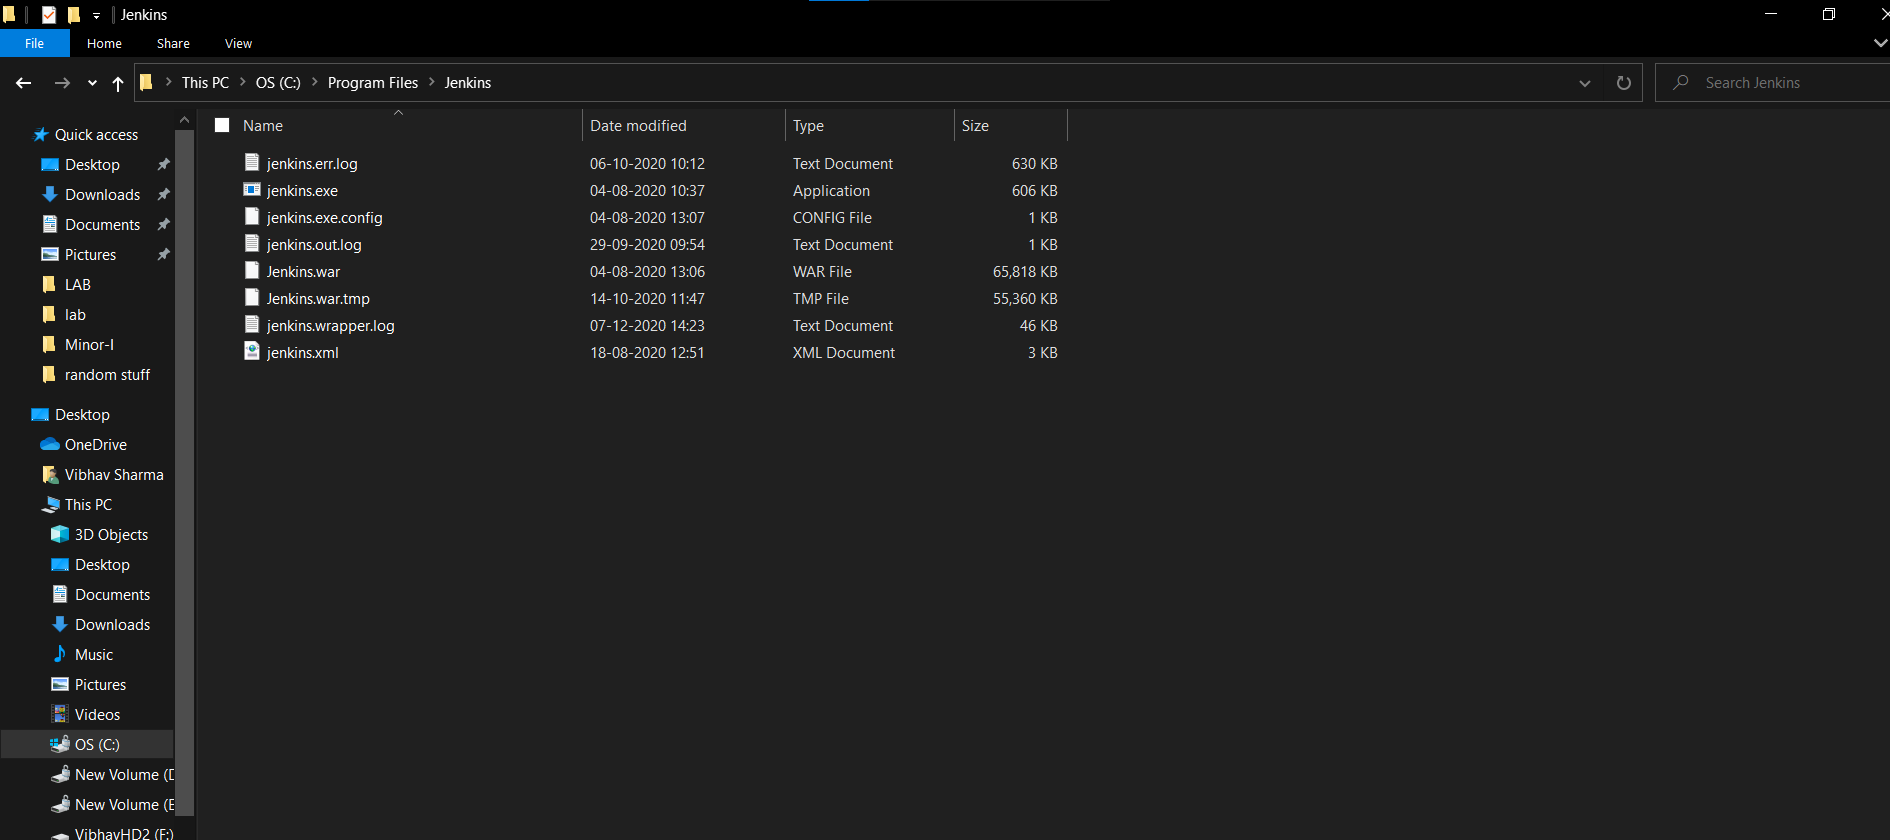 Jenkins
File Home Share View
This PC OS (C:) Program Files Jenkins Search Jenkins
Name Date modified Type Size
jenkins.err.log 06-10-2020 10:12 Text Document 630 KB
jenkins.exe 04-08-2020 10:37 Application 606 KB
jenkins.exe.config 04-08-2020 13:07 CONFIG File 1 KB
jenkins.out.log 29-09-2020 09:54 Text Document 1 KB
Jenkins.war 04-08-2020 13:06 WAR File 65,818 KB
Jenkins.war.tmp 14-10-2020 11:47 TMP File 55,360 KB
jenkins.wrapper.log 07-12-2020 14:23 Text Document 46 KB
jenkins.xml 18-08-2020 12:51 XML Document 3 KB
Quick access
Desktop
Downloads
Documents
Pictures
LAB
lab
Minor-I
random stuff
Desktop
OneDrive
Vibhav Sharma
This PC
3D Objects
Desktop
Documents
Downloads
Music
Pictures
Videos
OS (C:)
New Volume (D
New Volume (E
VibhavHD2 (F:)